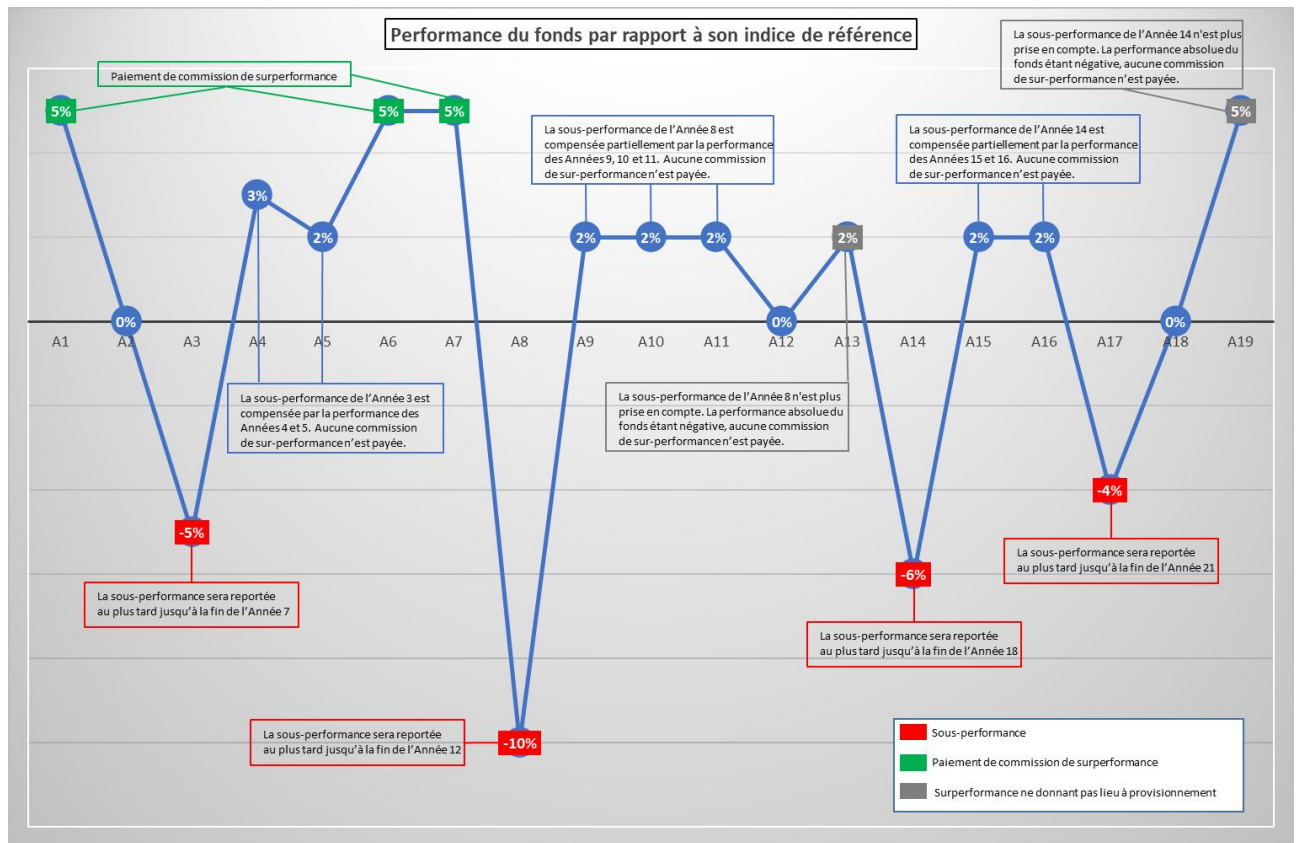 Performance du fonds par rapport à son indice de référence
La sous-performance de l'Année 14 n'est plus
prise en compte. La performance absolue du
fonds étant négative, aucune commission
de sur-performance n'est payée.
Paiement de commission de surperformance
5%
5%
5%
5%
La sous-performance de l'Année 8 est
compensée partiellement par la performance
des Années 9, 10 et 11. Aucune commission
de sur-performance n'est payée.
La sous-performance de l'Année 14 est
compensée partiellement par la performance
des Années 15 et 16. Aucune commission
de sur-performance n'est payée.
3%
2%
2%
2%
2%
2%
2%
2%
0%
0%
0%
A1
A2
A3
A4
A5
A6
A7
A8
A9
A10
A11
A12
A13
A14
A15
A16
A17
A18
A19
La sous-performance de l'Année 3 est
compensée par la performance des
Années 4 et 5. Aucune commission
de sur-performance n'est payée.
La sous-performance de l'Année 8 n'est plus
prise en compte. La performance absolue du
fonds étant négative, aucune commission
de sur-performance n'est payée.
-4%
-5%
La sous-performance sera reportée
au plus tard jusqu'à la fin de l'Année 21
-6%
La sous-performance sera reportée
au plus tard jusqu'à la fin de l'Année 7
La sous-performance sera reportée
au plus tard jusqu'à la fin de l'Année 18
La sous-performance sera reportée
au plus tard jusqu'à la fin de l'Année 12
-10%
Sous-performance
Paiement de commission de surperformance
Surperformance ne donnant pas lieu à provisionnement